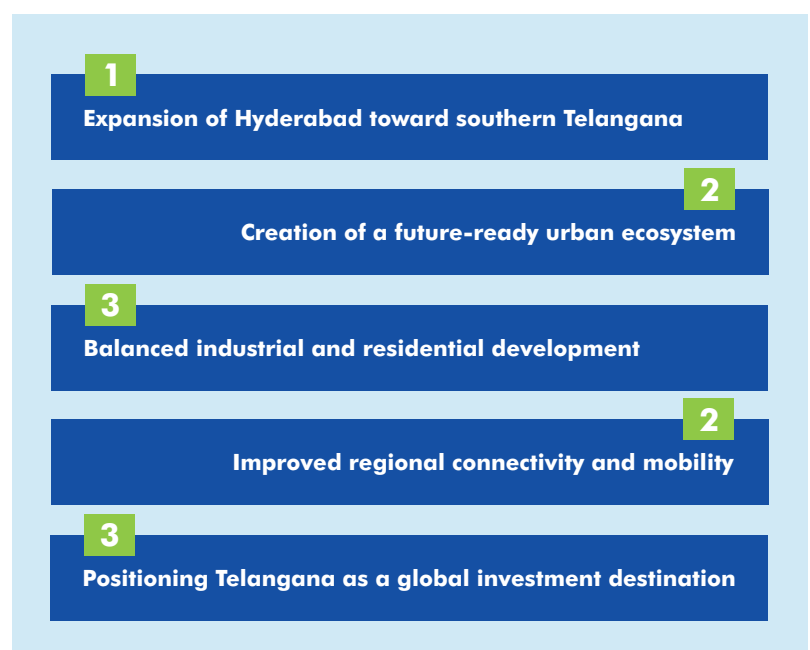 1
Expansion of Hyderabad toward southern Telangana
2
Creation of a future-ready urban ecosystem
3
Balanced industrial and residential development
2
Improved regional connectivity and mobility
3
Positioning Telangana as a global investment destination